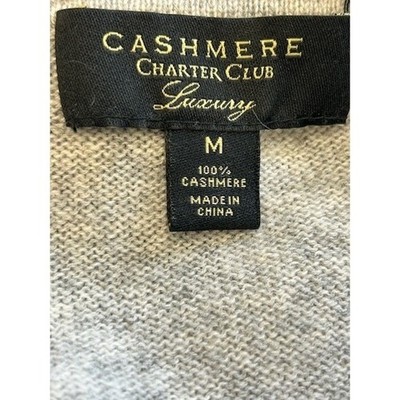 CASHMERE
CHARTER CLUB
Luxury
M
100%
CASHMERE
MADE IN
CHINA